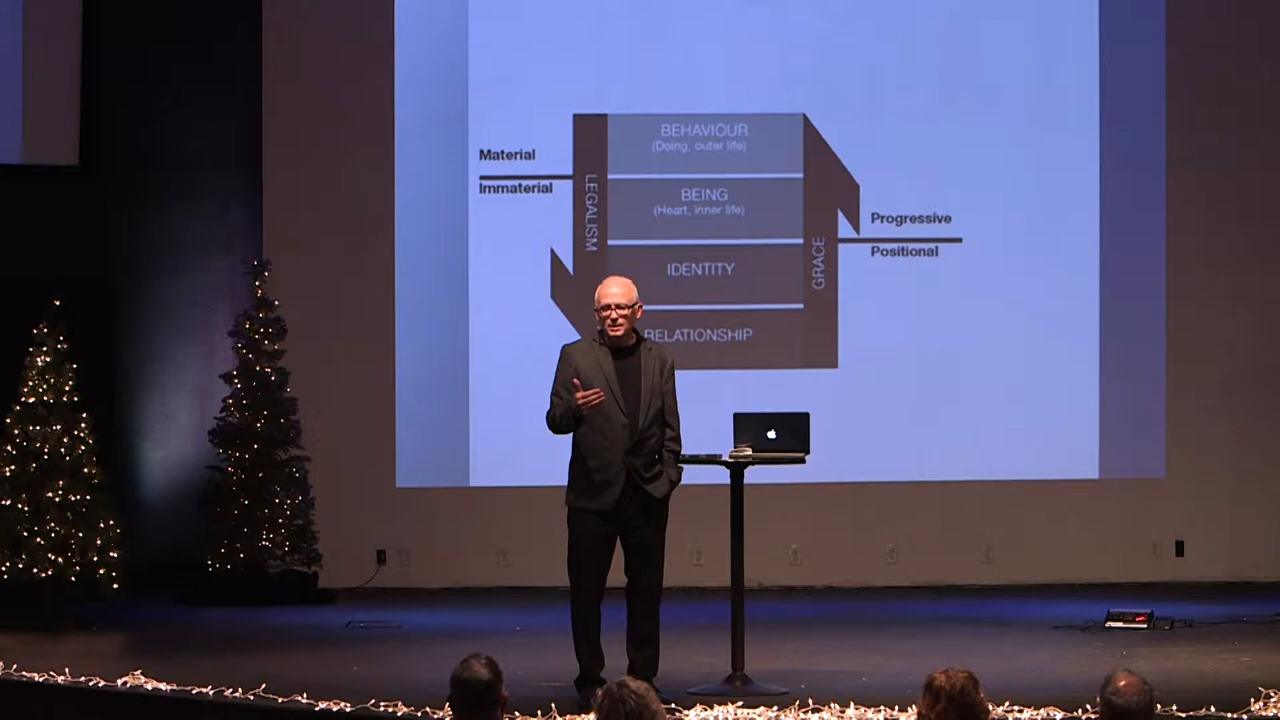 BEHAVIOUR
(Doing, outer life)
Material
Immaterial
LEGALISM
BEING
(Heart, inner life)
Progressive
Positional
GRACE
IDENTITY
RELATIONSHIP